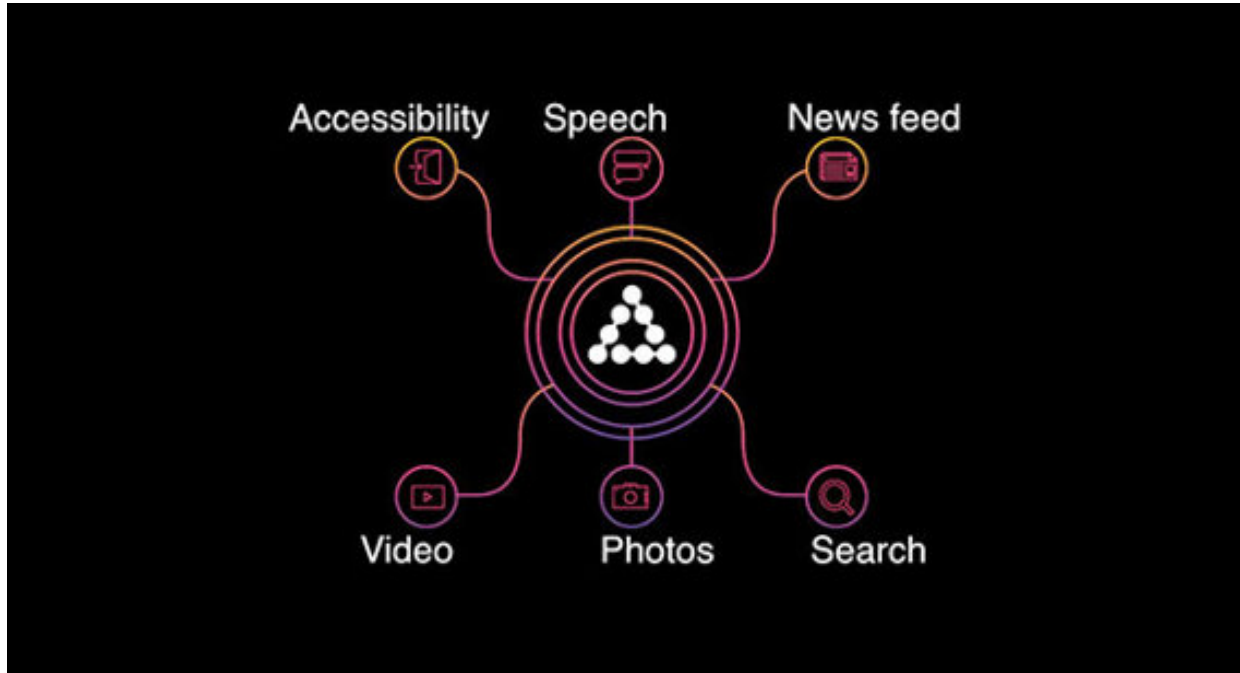 Accessibility
Speech
News feed
Video
Photos
Search